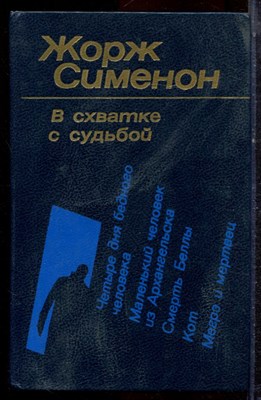 Жорж
Сименон
В схватке
с судьбой
Четыре дня бедного
человека
Маленький человек
из Архангельска
Смерть Беллы
Кот
Мегрэ и мертвец